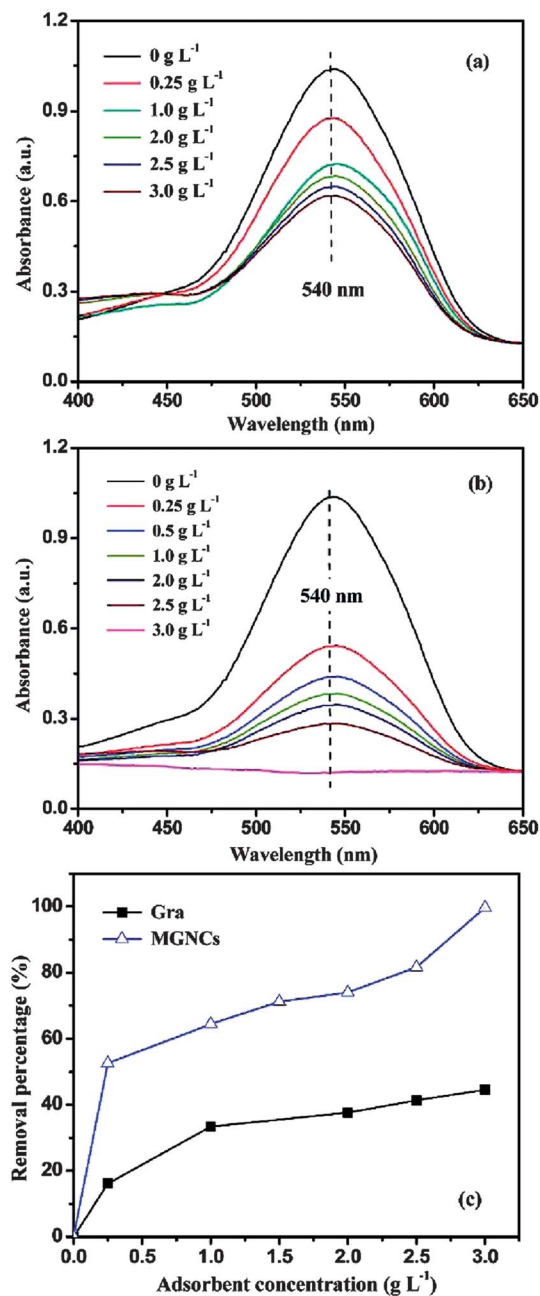 1.2
0.9
0.6
0.3
0.0
Absorbance (a.u.)
0 g L⁻¹
0.25 g L⁻¹
1.0 g L⁻¹
2.0 g L⁻¹
2.5 g L⁻¹
3.0 g L⁻¹
(a)
540 nm
400 450 500 550 600 650
Wavelength (nm)
1.2
0.9
0.6
0.3
0.0
Absorbance (a.u.)
0 g L⁻¹
0.25 g L⁻¹
0.5 g L⁻¹
1.0 g L⁻¹
2.0 g L⁻¹
2.5 g L⁻¹
3.0 g L⁻¹
(b)
540 nm
400 450 500 550 600 650
Wavelength (nm)
100
80
60
40
20
0
Removal percentage (%)
Gra
MGNCs
(c)
0.0 0.5 1.0 1.5 2.0 2.5 3.0
Adsorbent concentration (g L⁻¹)